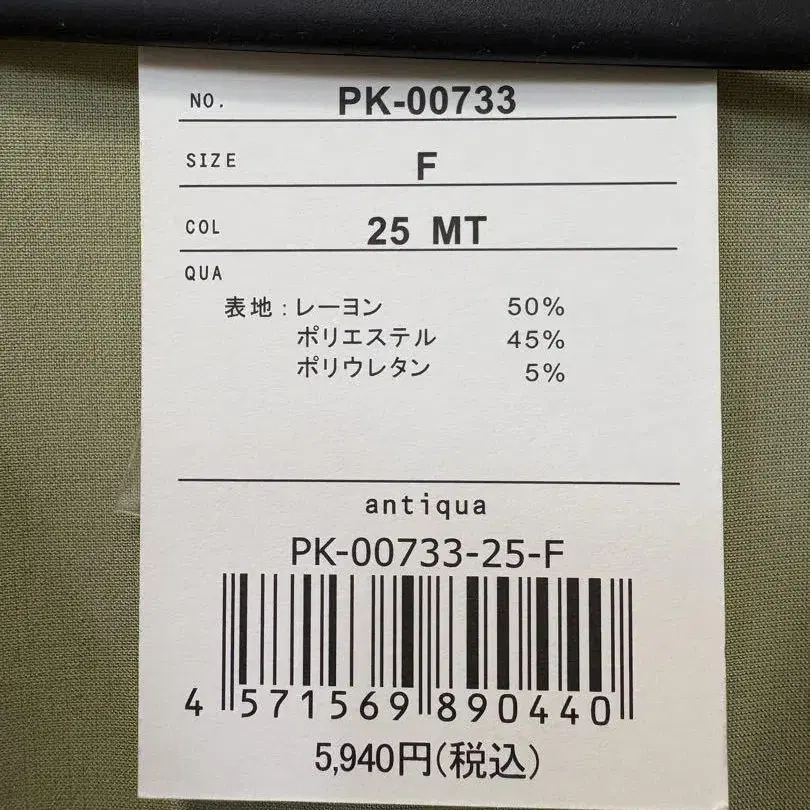 NO. PK-00733
SIZE F
COL 25 MT
QUA
表地:レーヨン 50%
ポリエステル 45%
ポリウレタン 5%
antiqua
PK-00733-25-F
4 571569 890440
5,940円(税込)